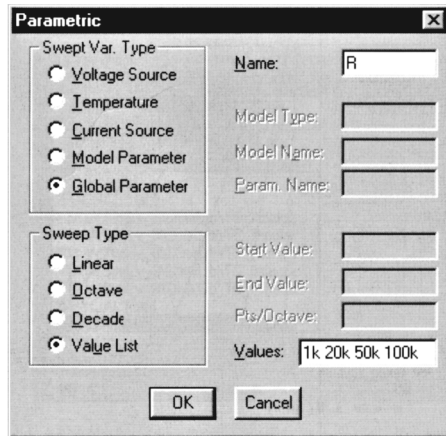 Parametric
Swept Var. Type
Voltage Source
Temperature
Current Source
Model Parameter
Global Parameter
Name: R
Model Type:
Model Name:
Param. Name:
Sweep Type
Linear
Octave
Decade
Value List
Start Value:
End Value:
Pts/Octave:
Values: 1k 20k 50k 100k
OK
Cancel